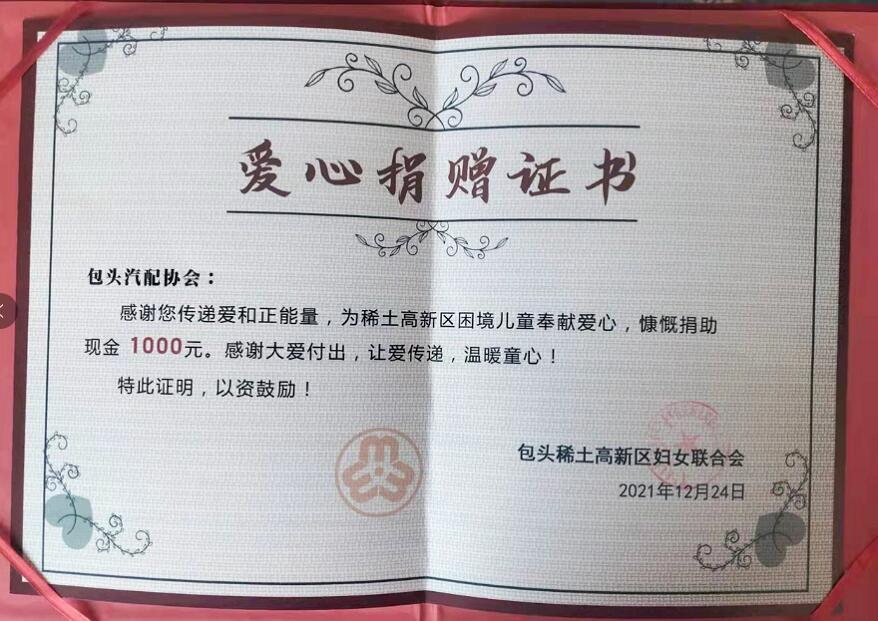 爱心捐赠证书
包头汽配协会：
感谢您传递爱和正能量，为稀土高新区困境儿童奉献爱心，慷慨捐助
现金 1000元。感谢大爱付出，让爱传递，温暖童心！
特此证明，以资鼓励！
包头稀土高新区妇女联合会
2021年12月24日